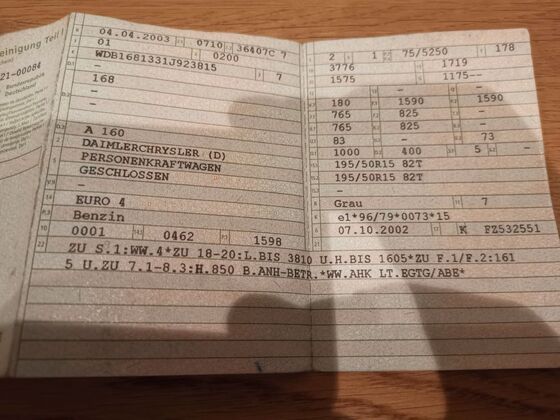 einigung Teil I
21-00084
Bundesrepublik
Deutschland
04.04.2003 0710 36407C 7
01 0200
WDB1681331J923815 7
-
168
-
-
A 160
DAIMLERCHRYSLER (D)
PERSONENKRAFTWAGEN
GESCHLOSSEN
-
EURO 4
Benzin
0001 0462 1598
2 1 75/5250 178
3776 1719
1575 1175--
- -
180 1590 1590
765 825 -
765 825 -
83 - 73
1000 400 5 -
195/50R15 82T
195/50R15 82T
-
Grau 7
e1*96/79*0073*15
07.10.2002 K FZ532551
ZU S.1:WW.4*ZU 18-20:L.BIS 3810 U.H.BIS 1605*ZU F.1/F.2:161
5 U.ZU 7.1-8.3:H.850 B.ANH-BETR.*WW.AHK LT.EGTG/ABE*